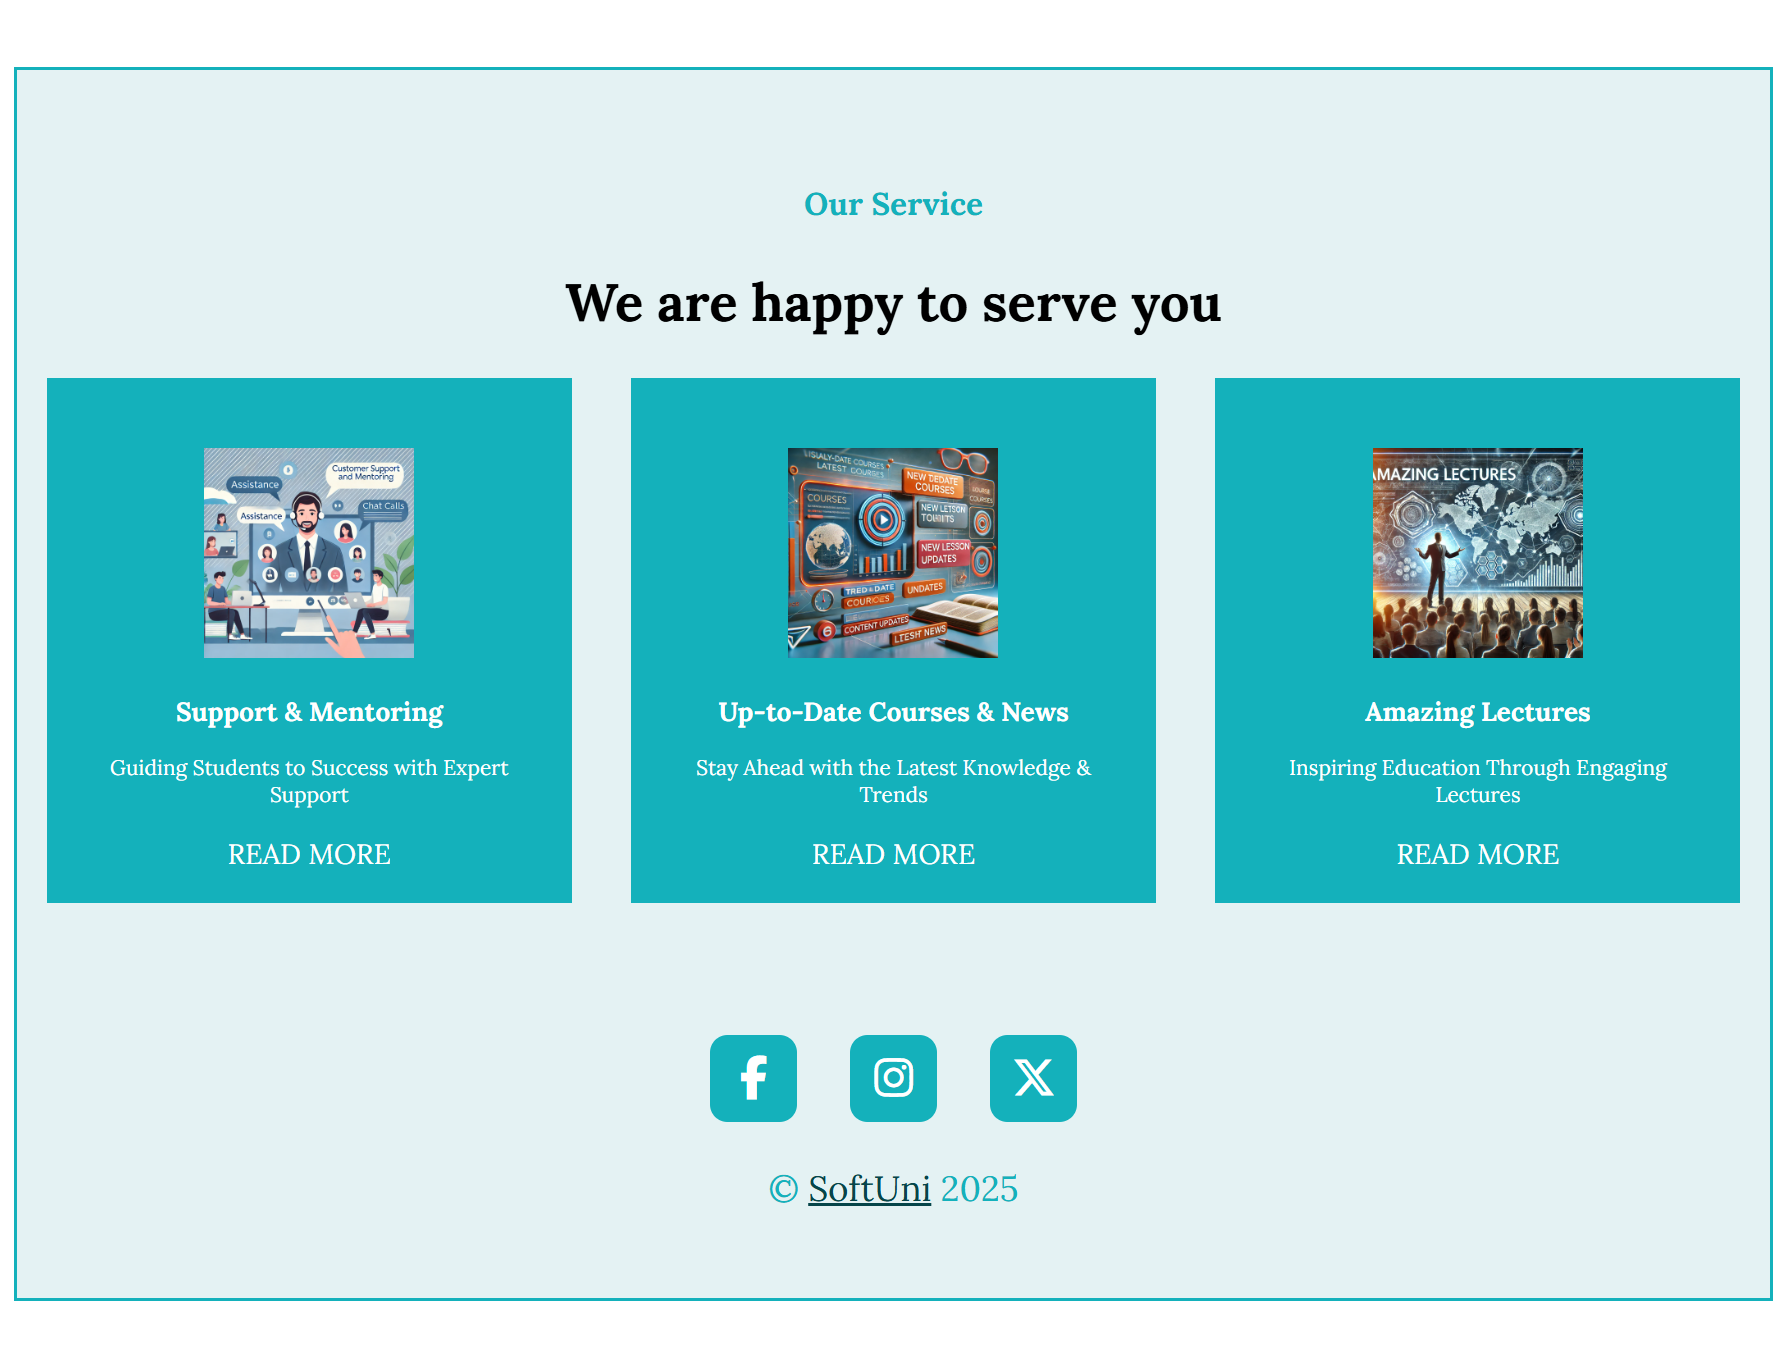 Our Service
We are happy to serve you
Customer Support
and Mentoring
Assistance
Chat Calls
Assistance
Support & Mentoring
Guiding Students to Success with Expert
Support
READ MORE
LATEST COURSES
NEW DEDATE
COURSES
COURSES
COURSES
NEW LETSON
NEW LESSON
UPDATES
TRED & DATE
UNDATES
CONTENT UPDATES
LTESH' NEWS
Up-to-Date Courses & News
Stay Ahead with the Latest Knowledge &
Trends
READ MORE
AMAZING LECTURES
Amazing Lectures
Inspiring Education Through Engaging
Lectures
READ MORE
© SoftUni 2025